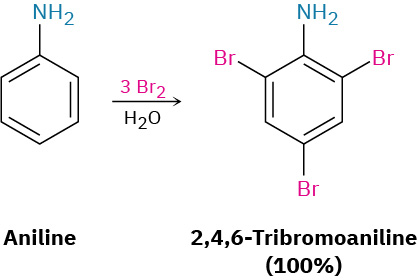 NH₂
NH₂
Br
Br
3 Br₂
H₂O
Br
Aniline
2,4,6-Tribromoaniline
(100%)